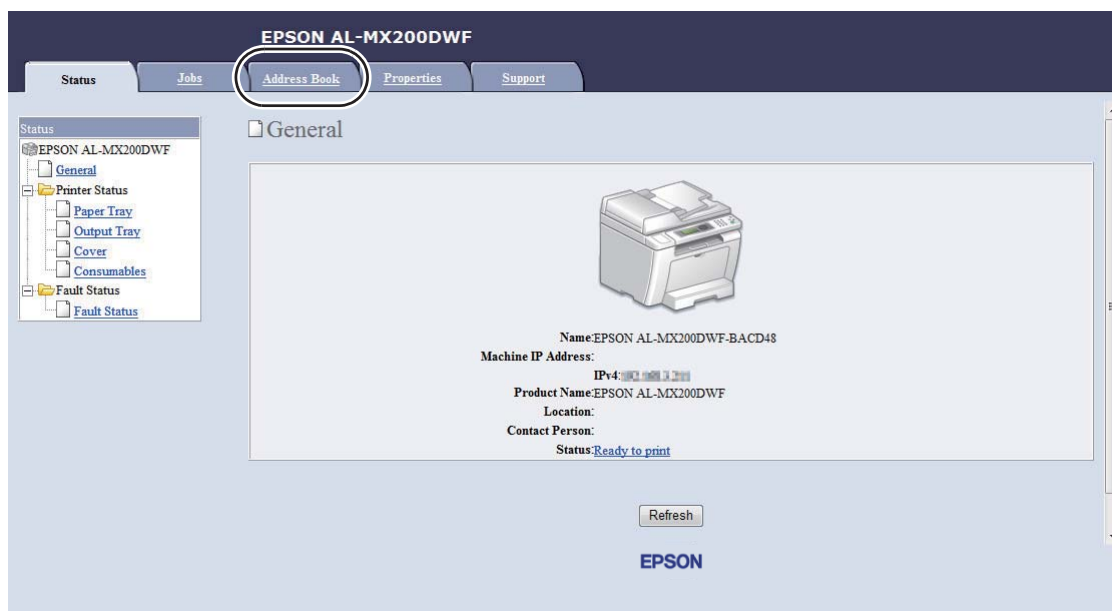 EPSON AL-MX200DWF
Status
Jobs
Address Book
Properties
Support
Status
EPSON AL-MX200DWF
General
Printer Status
Paper Tray
Output Tray
Cover
Consumables
Fault Status
Fault Status
General
Name:EPSON AL-MX200DWF-BACD48
Machine IP Address:
IPv4:
Product Name:EPSON AL-MX200DWF
Location:
Contact Person:
Status:Ready to print
Refresh
EPSON